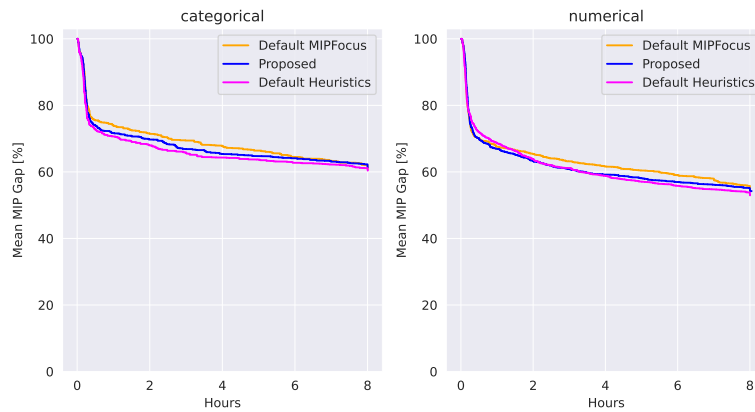 categorical
Mean MIP Gap [%]
100
80
60
40
20
0
Default MIPFocus
Proposed
Default Heuristics
0 2 4 6 8
Hours
numerical
Mean MIP Gap [%]
100
80
60
40
20
0
Default MIPFocus
Proposed
Default Heuristics
0 2 4 6 8
Hours